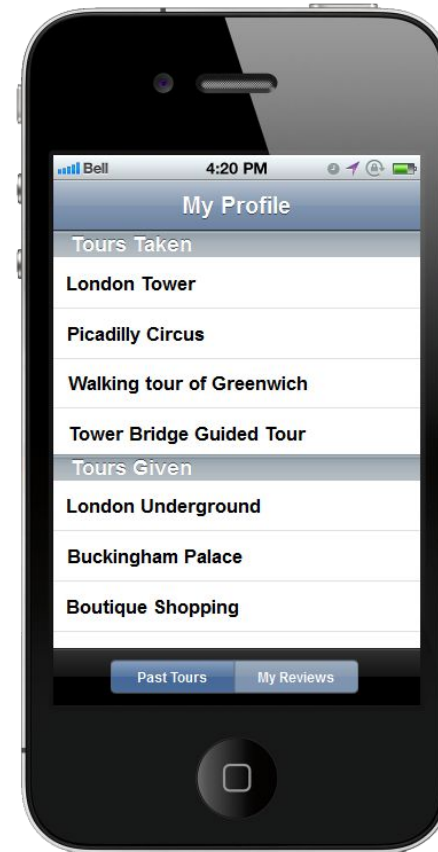 Bell 4:20 PM
My Profile
Tours Taken
London Tower
Picadilly Circus
Walking tour of Greenwich
Tower Bridge Guided Tour
Tours Given
London Underground
Buckingham Palace
Boutique Shopping
Past Tours My Reviews